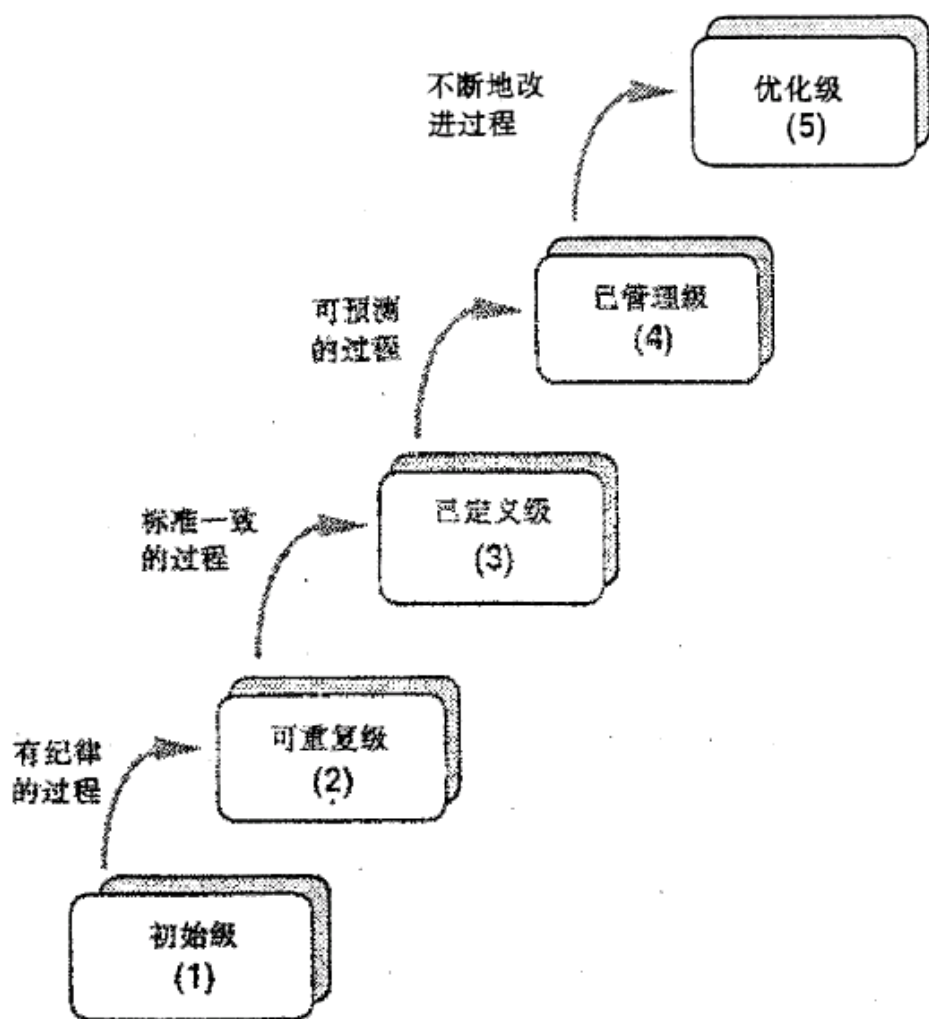 不断地改
进过程
优化级
(5)
可预测
的过程
已管理级
(4)
标准一致
的过程
已定义级
(3)
有纪律
的过程
可重复级
(2)
初始级
(1)